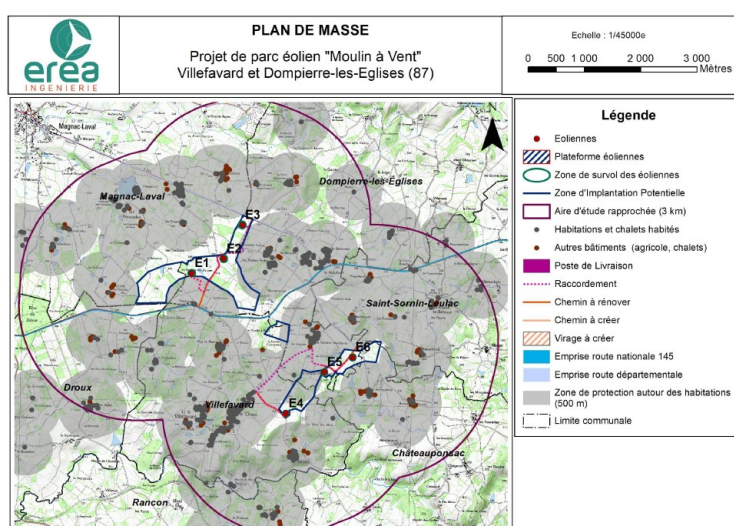 erea
INGENIERIE
PLAN DE MASSE
Projet de parc éolien "Moulin à Vent"
Villefavard et Dompierre-les-Eglises (87)
Echelle : 1/45000e
0 500 1 000 2 000 3 000
Mètres
Magnac-Laval
Dompierre-les-Églises
Magnac-Laval
E3
E2
E1
Saint-Sornin-Leulac
E6
E5
Droux
Villefavard
E4
Châteauponsac
Rancon
Légende
Eoliennes
Plateforme éoliennes
Zone de survol des éoliennes
Zone d'Implantation Potentielle
Aire d'étude rapprochée (3 km)
Habitations et chalets habités
Autres bâtiments (agricole, chalets)
Poste de Livraison
Raccordement
Chemin à rénover
Chemin à créer
Virage à créer
Emprise route nationale 145
Emprise route départementale
Zone de protection autour des habitations
(500 m)
Limite communale